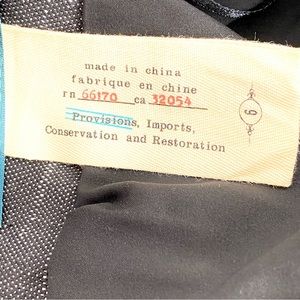 made in china
fabrique en chine
rn 66170 ca 32054
Provisions, Imports,
Conservation and Restoration
6